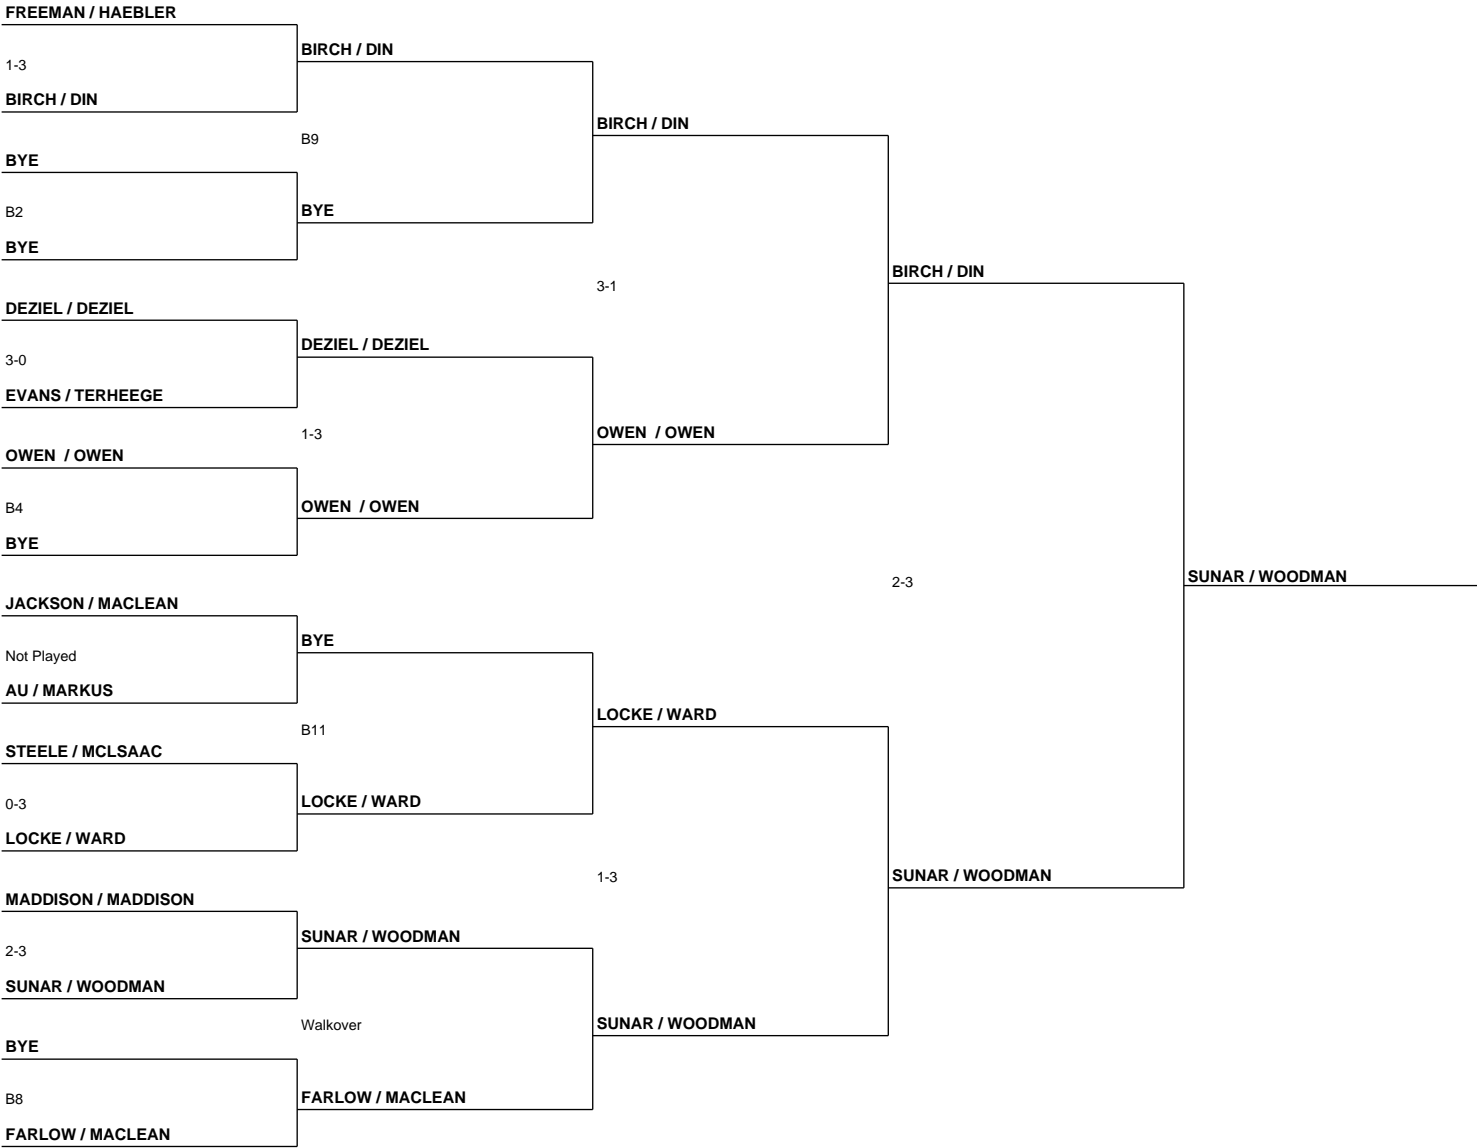 FREEMAN / HAEBLER
1-3
BIRCH / DIN
BYE
B2
BYE
DEZIEL / DEZIEL
3-0
EVANS / TERHEEGE
OWEN / OWEN
B4
BYE
JACKSON / MACLEAN
Not Played
AU / MARKUS
STEELE / MCLSAAC
0-3
LOCKE / WARD
MADDISON / MADDISON
2-3
SUNAR / WOODMAN
BYE
B8
FARLOW / MACLEAN
BIRCH / DIN
B9
BYE
DEZIEL / DEZIEL
1-3
OWEN / OWEN
BYE
B11
LOCKE / WARD
SUNAR / WOODMAN
Walkover
FARLOW / MACLEAN
BIRCH / DIN
3-1
OWEN / OWEN
LOCKE / WARD
1-3
SUNAR / WOODMAN
BIRCH / DIN
2-3
SUNAR / WOODMAN
SUNAR / WOODMAN